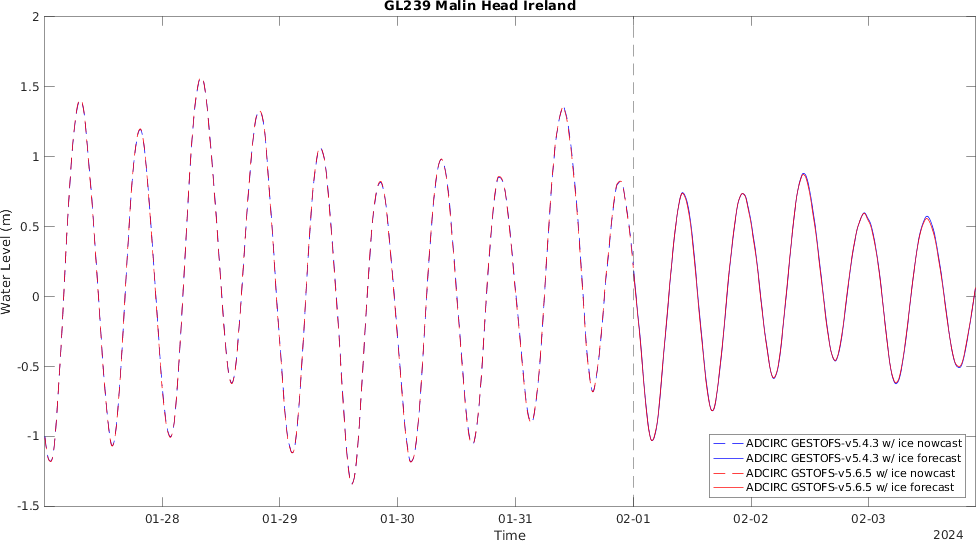 GL239 Malin Head Ireland
Water Level (m)
2
1.5
1
0.5
0
-0.5
-1
-1.5
01-28
01-29
01-30
01-31
02-01
02-02
02-03
Time
2024
ADCIRC GESTOFS-v5.4.3 w/ ice nowcast
ADCIRC GESTOFS-v5.4.3 w/ ice forecast
ADCIRC GSTOFS-v5.6.5 w/ ice nowcast
ADCIRC GSTOFS-v5.6.5 w/ ice forecast